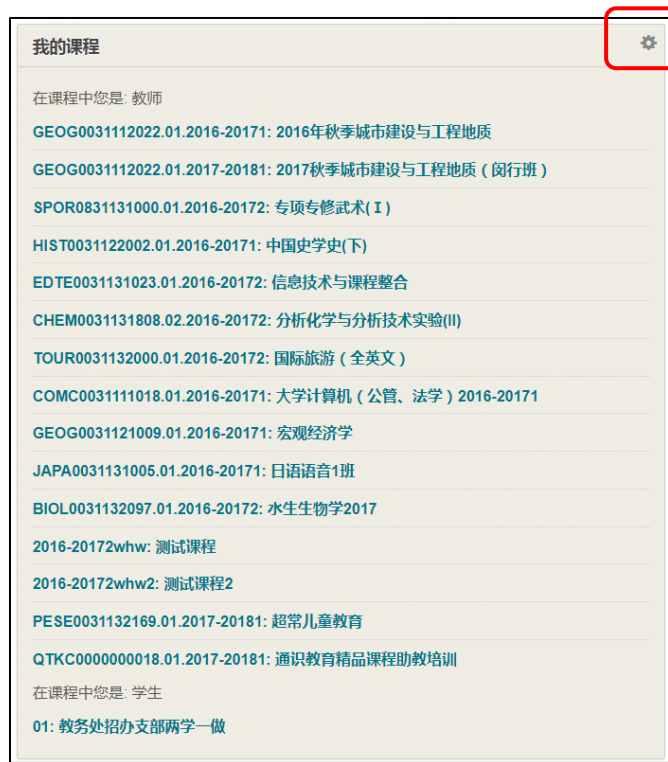 我的课程
在课程中您是: 教师
GEOG0031112022.01.2016-20171: 2016年秋季城市建设与工程地质
GEOG0031112022.01.2017-20181: 2017秋季城市建设与工程地质（闵行班）
SPOR0831131000.01.2016-20172: 专项专修武术(Ⅰ)
HIST0031122002.01.2016-20171: 中国史学史(下)
EDTE0031131023.01.2016-20172: 信息技术与课程整合
CHEM0031131808.02.2016-20172: 分析化学与分析技术实验(II)
TOUR0031132000.01.2016-20172: 国际旅游（全英文）
COMC0031111018.01.2016-20171: 大学计算机（公管、法学）2016-20171
GEOG0031121009.01.2016-20171: 宏观经济学
JAPA0031131005.01.2016-20171: 日语语音1班
BIOL0031132097.01.2016-20172: 水生生物学2017
2016-20172whw: 测试课程
2016-20172whw2: 测试课程2
PESE0031132169.01.2017-20181: 超常儿童教育
QTKC0000000018.01.2017-20181: 通识教育精品课程助教培训
在课程中您是: 学生
01: 教务处招办支部两学一做